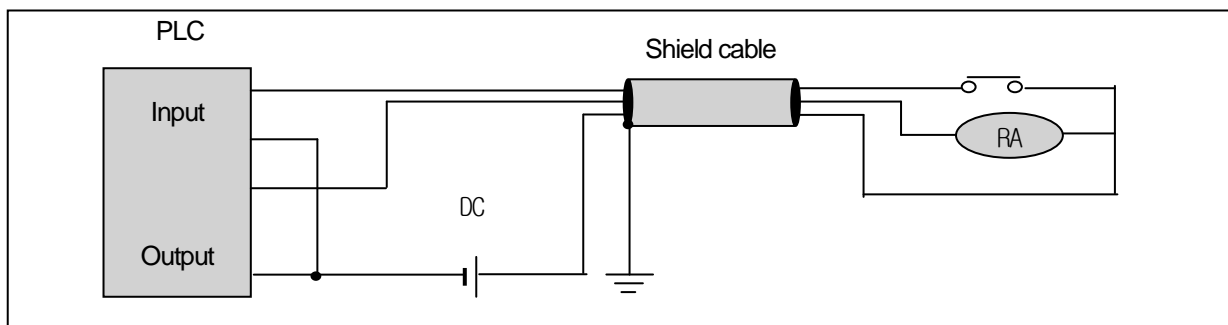 PLC
Shield cable
Input
RA
DC
Output